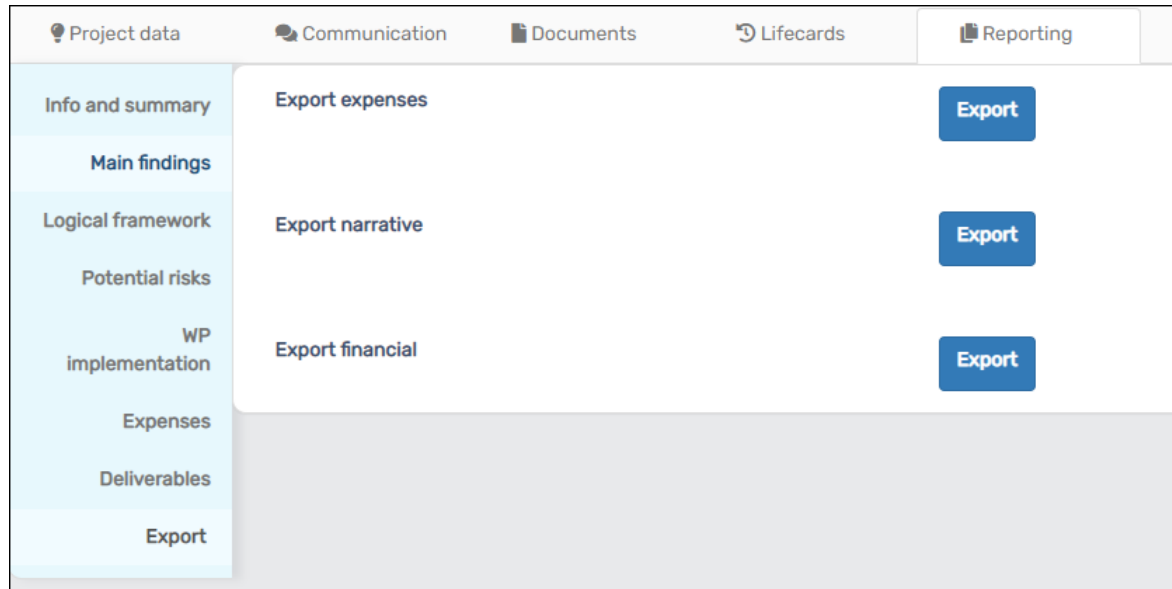 Project data
Communication
Documents
Lifecards
Reporting
Info and summary
Main findings
Logical framework
Potential risks
WP
implementation
Expenses
Deliverables
Export
Export expenses
Export
Export narrative
Export
Export financial
Export